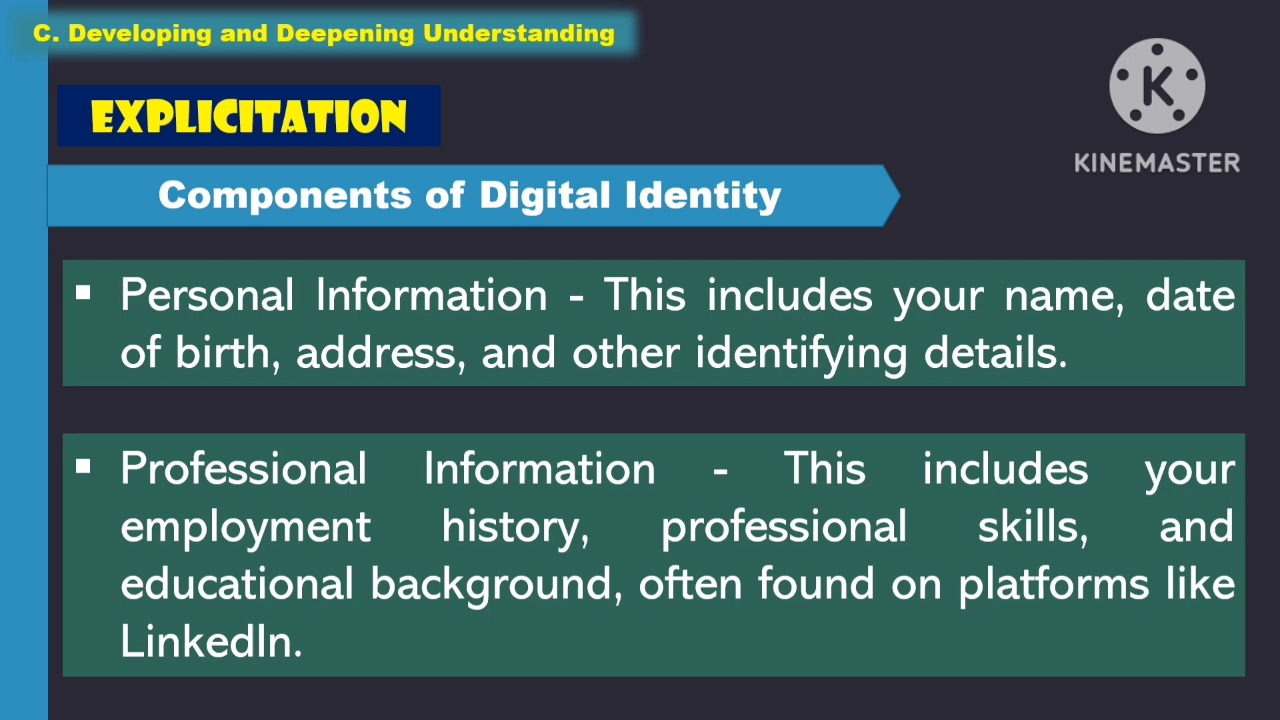 C. Developing and Deepening Understanding
EXPLICITATION
K
KINEMASTER
Components of Digital Identity
▪ Personal Information - This includes your name, date
of birth, address, and other identifying details.
▪ Professional Information - This includes your
employment history, professional skills, and
educational background, often found on platforms like
LinkedIn.